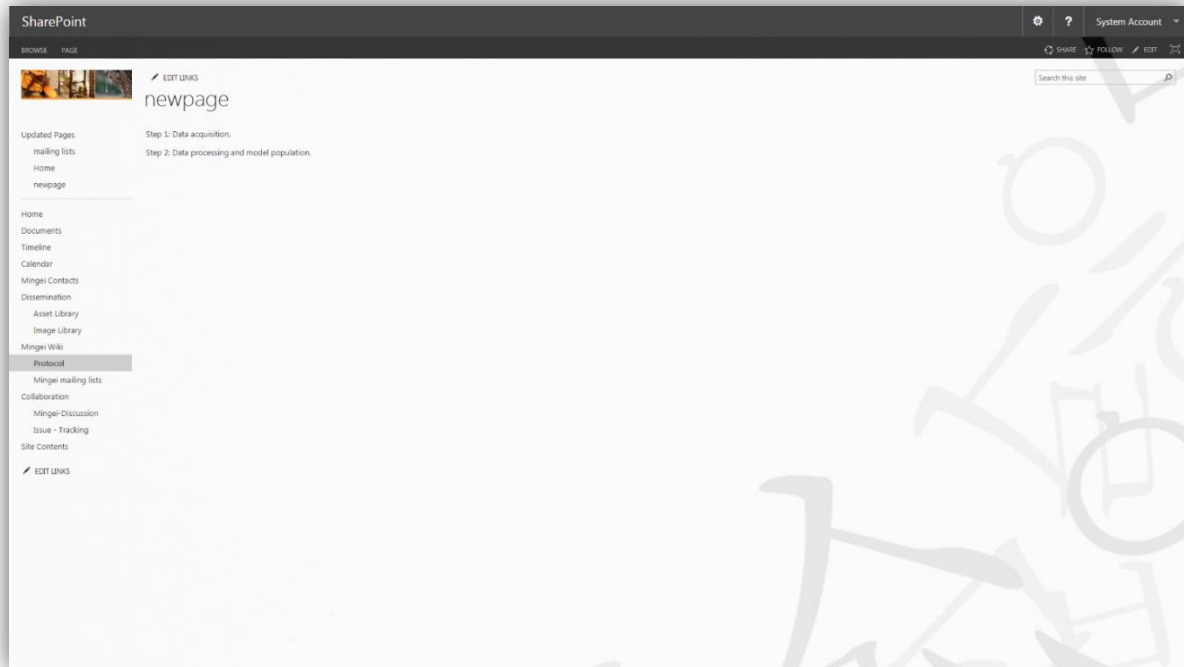 SharePoint
? System Account
BROWSE PAGE
SHARE FOLLOW EDIT
EDIT LINKS
Search this site
newpage
Updated Pages
mailing lists
Home
newpage
Step 1: Data acquisition.
Step 2: Data processing and model population.
Home
Documents
Timeline
Calendar
Mingei Contacts
Dissemination
Asset Library
Image Library
Mingei Wiki
Protocol
Mingei mailing lists
Collaboration
Mingei-Discussion
Issue - Tracking
Site Contents
EDIT LINKS